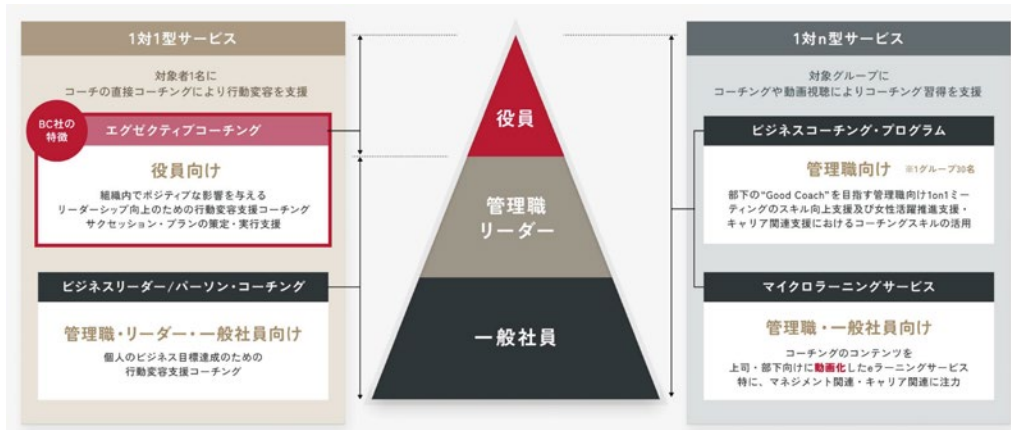 1対1型サービス
対象者1名に
コーチの直接コーチングにより行動変容を支援
BC社の
特徴
エグゼクティブコーチング
役員向け
組織内でポジティブな影響を与える
リーダーシップ向上のための行動変容支援コーチング
サクセッション・プランの策定・実行支援
ビジネスリーダー/パーソン・コーチング
管理職・リーダー・一般社員向け
個人のビジネス目標達成のための
行動変容支援コーチング
役員
管理職
リーダー
一般社員
1対n型サービス
対象グループに
コーチングや動画視聴によりコーチング習得を支援
ビジネスコーチング・プログラム
管理職向け ※1グループ30名
部下の“Good Coach”を目指す管理職向け1on1ミー
ティングのスキル向上支援及び女性活躍推進支援・
キャリア関連支援におけるコーチングスキルの活用
マイクロラーニングサービス
管理職・一般社員向け
コーチングのコンテンツを
上司・部下向けに動画化したeラーニングサービス
特に、マネジメント関連・キャリア関連に注力